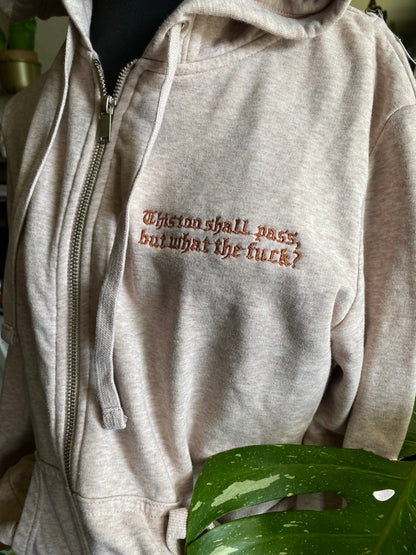 This too shall pass,
but what the fuck?